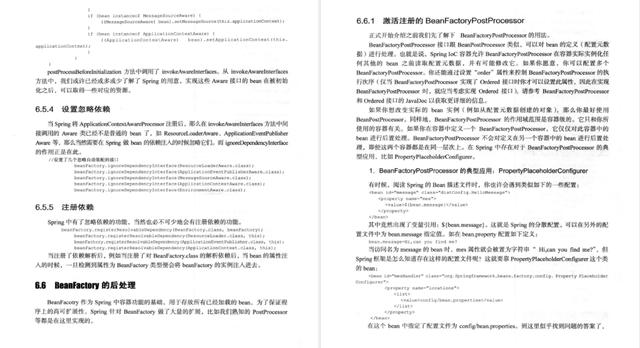 }
if (bean instanceof MessageSourceAware) {
((MessageSourceAware) bean).setMessageSource(this.applicationContext);
}
if (bean instanceof ApplicationContextAware) {
((ApplicationContextAware) bean).setApplicationContext(this.
applicationContext);
}
}
}
postProcessBeforeInitialization 方法中调用了 invokeAwareInterfaces。从 invokeAwareInterfaces
方法中，我们或许已经或多或少了解了 Spring 的用意，实现这些 Aware 接口的 bean 在被初始
化之后，可以取得一些对应的资源。
6.5.4 设置忽略依赖
当 Spring 将 ApplicationContextAwareProcessor 注册后，那么在 invokeAwareInterfaces 方法中间
接调用的 Aware 类已经不是普通的 bean 了，如 ResourceLoaderAware、ApplicationEventPublisher
Aware 等，那么当然需要在 Spring 做 bean 的依赖注入的时候忽略它们。而 ignoreDependencyInterface
的作用正是在此。
//设置了几个忽略自动装配的接口
beanFactory.ignoreDependencyInterface(ResourceLoaderAware.class);
beanFactory.ignoreDependencyInterface(ApplicationEventPublisherAware.class);
beanFactory.ignoreDependencyInterface(MessageSourceAware.class);
beanFactory.ignoreDependencyInterface(ApplicationContextAware.class);
beanFactory.ignoreDependencyInterface(EnvironmentAware.class);
6.5.5 注册依赖
Spring 中有了忽略依赖的功能，当然也必不可少地会有注册依赖的功能。
beanFactory.registerResolvableDependency(BeanFactory.class, beanFactory);
beanFactory.registerResolvableDependency(ResourceLoader.class, this);
beanFactory.registerResolvableDependency(ApplicationEventPublisher.class, this);
beanFactory.registerResolvableDependency(ApplicationContext.class, this);
当注册了依赖解析后，例如当注册了对 BeanFactory.class 的解析依赖后，当 bean 的属性注
入的时候，一旦检测到属性为 BeanFactory 类型便会将 beanFactory 的实例注入进去。
6.6 BeanFactory 的后处理
BeanFacotry 作为 Spring 中容器功能的基础，用于存放所有已经加载的 bean，为了保证程
序上的高可扩展性，Spring 针对 BeanFactory 做了大量的扩展，比如我们熟知的 PostProcessor
等都是在这里实现的。
6.6.1 激活注册的 BeanFactoryPostProcessor
正式开始介绍之前我们先了解下 BeanFactoryPostProcessor 的用法。
BeanFactoryPostProcessor 接口跟 BeanPostProcessor 类似，可以对 bean 的定义（配置元数
据）进行处理。也就是说，Spring IoC 容器允许 BeanFactoryPostProcessor 在容器实际实例化任
何其他的 bean 之前读取配置元数据，并有可能修改它。如果你愿意，你可以配置多个
BeanFactoryPostProcessor。你还能通过设置 “order” 属性来控制 BeanFactoryPostProcessor 的执
行次序（仅当 BeanFactoryPostProcessor 实现了 Ordered 接口时你才可以设置此属性，因此在实现
BeanFactoryPostProcessor 时，就应当考虑实现 Ordered 接口）。请参考 BeanFactoryPostProcessor
和 Ordered 接口的 JavaDoc 以获取更详细的信息。
如果你想改变实际的 bean 实例（例如从配置元数据创建的对象），那么你最好使用
BeanPostProcessor。同样地，BeanFactoryPostProcessor 的作用域范围是容器级的。它只和你所
使用的容器有关。如果你在容器中定义一个 BeanFactoryPostProcessor，它仅仅对此容器中的
bean 进行后置处理。BeanFactoryPostProcessor 不会对定义在另一个容器中的 bean 进行后置处
理，即使这两个容器都是在同一层次上。在 Spring 中存在对于 BeanFactoryPostProcessor 的典
型应用，比如 PropertyPlaceholderConfigurer。
1．BeanFactoryPostProcessor 的典型应用：PropertyPlaceholderConfigurer
有时候，阅读 Spring 的 Bean 描述文件时，你也许会遇到类似如下的一些配置：
<bean id="message" class="distConfig.HelloMessage">
<property name="mes">
<value>${bean.message}</value>
</property>
</bean>
其中竟然出现了变量引用：${bean.message}。这就是 Spring 的分散配置，可以在另外的配
置文件中为 bean.message 指定值。如在 bean.property 配置如下定义：
bean.message=Hi,can you find me?
当访问名为 message 的 bean 时，mes 属性就会被置为字符串 “ Hi,can you find me?”，但
Spring 框架是怎么知道存在这样的配置文件呢？这就要靠 PropertyPlaceholderConfigurer 这个类
的 bean：
<bean id="mesHandler" class="org.Springframework.beans.factory.config. Property Placeholder
Configurer">
<property name="locations">
<list>
<value>config/bean.properties</value>
</list>
</property>
</bean>
在这个 bean 中指定了配置文件为 config/bean.properties。到这里似乎找到问题的答案了，